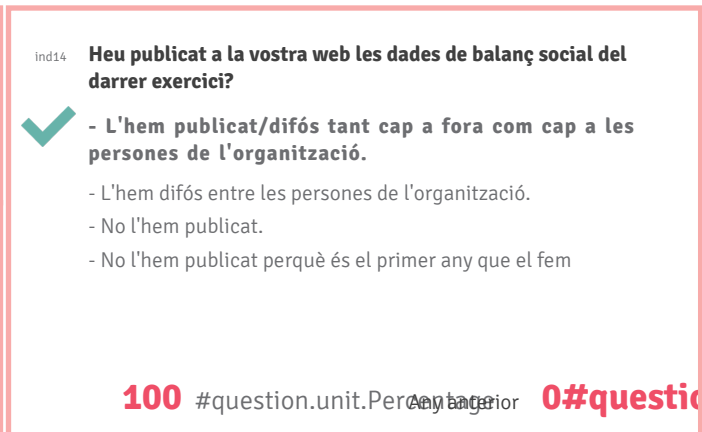 ind14 Heu publicat a la vostra web les dades de balanç social del
darrer exercici?
- L'hem publicat/difós tant cap a fora com cap a les
persones de l'organització.
- L'hem difós entre les persones de l'organització.
- No l'hem publicat.
- No l'hem publicat perquè és el primer any que el fem
100 #question.unit.Percentage Any anterior 0#questio